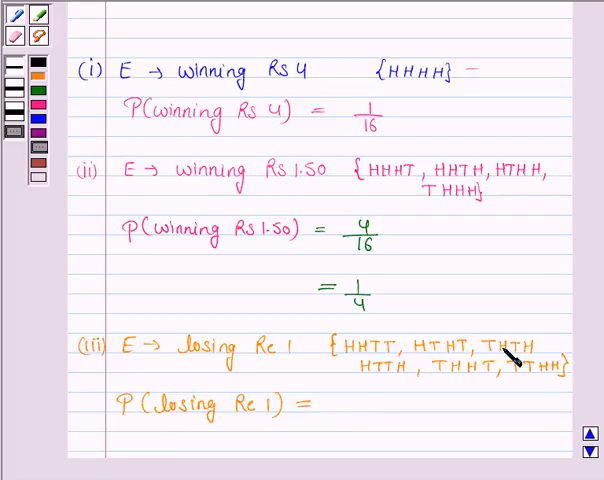 (i) E → winning Rs 4 {HHHH} –
P(winning Rs 4) = 1/16
(ii) E → winning Rs 1.50 {HHHT, HHTH, HTHH,
THHH}
P(winning Rs 1.50) = 4/16
= 1/4
(iii) E → losing Re 1 {HHTT, HTHT, THTH
HTTH, THHT, TTHH}
P(losing Re 1) =